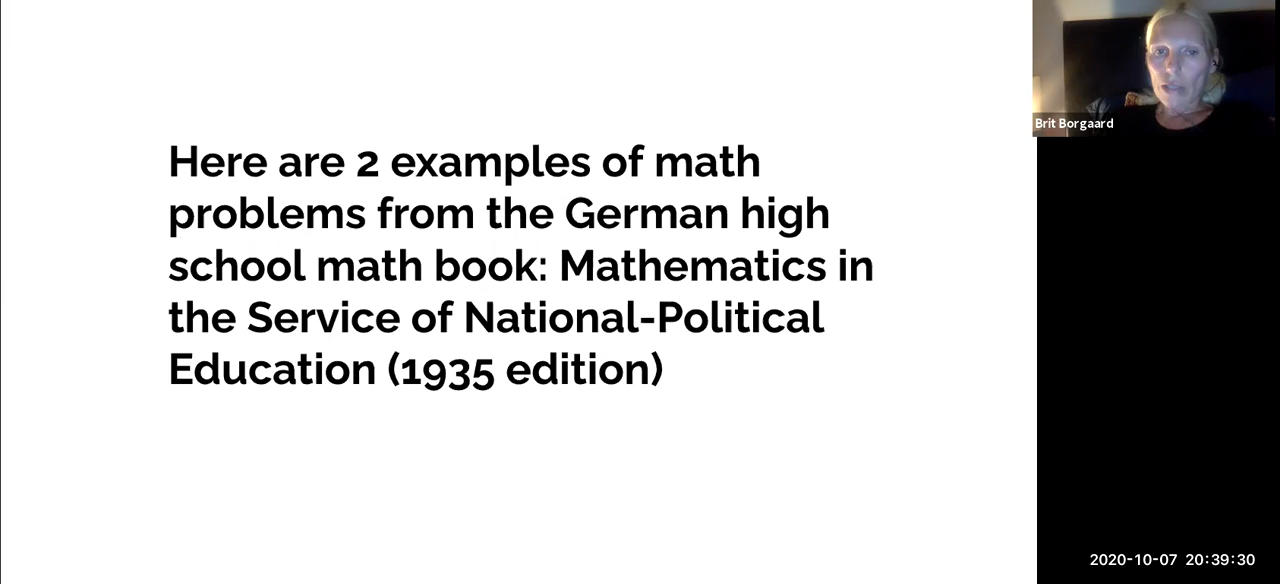 Here are 2 examples of math
problems from the German high
school math book: Mathematics in
the Service of National-Political
Education (1935 edition)
Brit Borgaard
2020-10-07 20:39:30